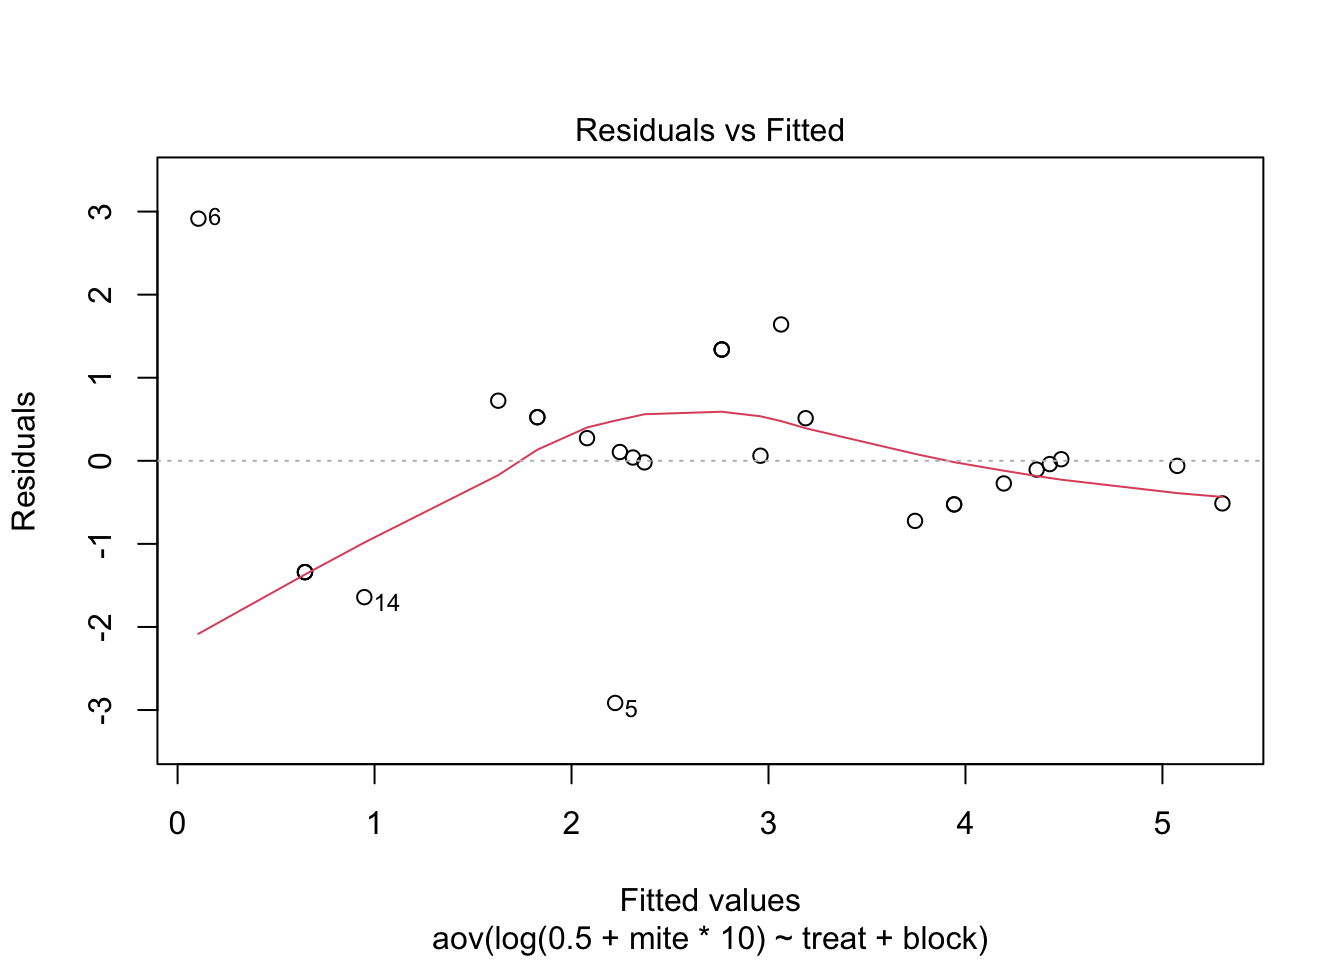 Residuals vs Fitted
Residuals
3
2
1
0
-1
-2
-3
6
14
5
0 1 2 3 4 5
Fitted values
aov(log(0.5 + mite * 10) ~ treat + block)